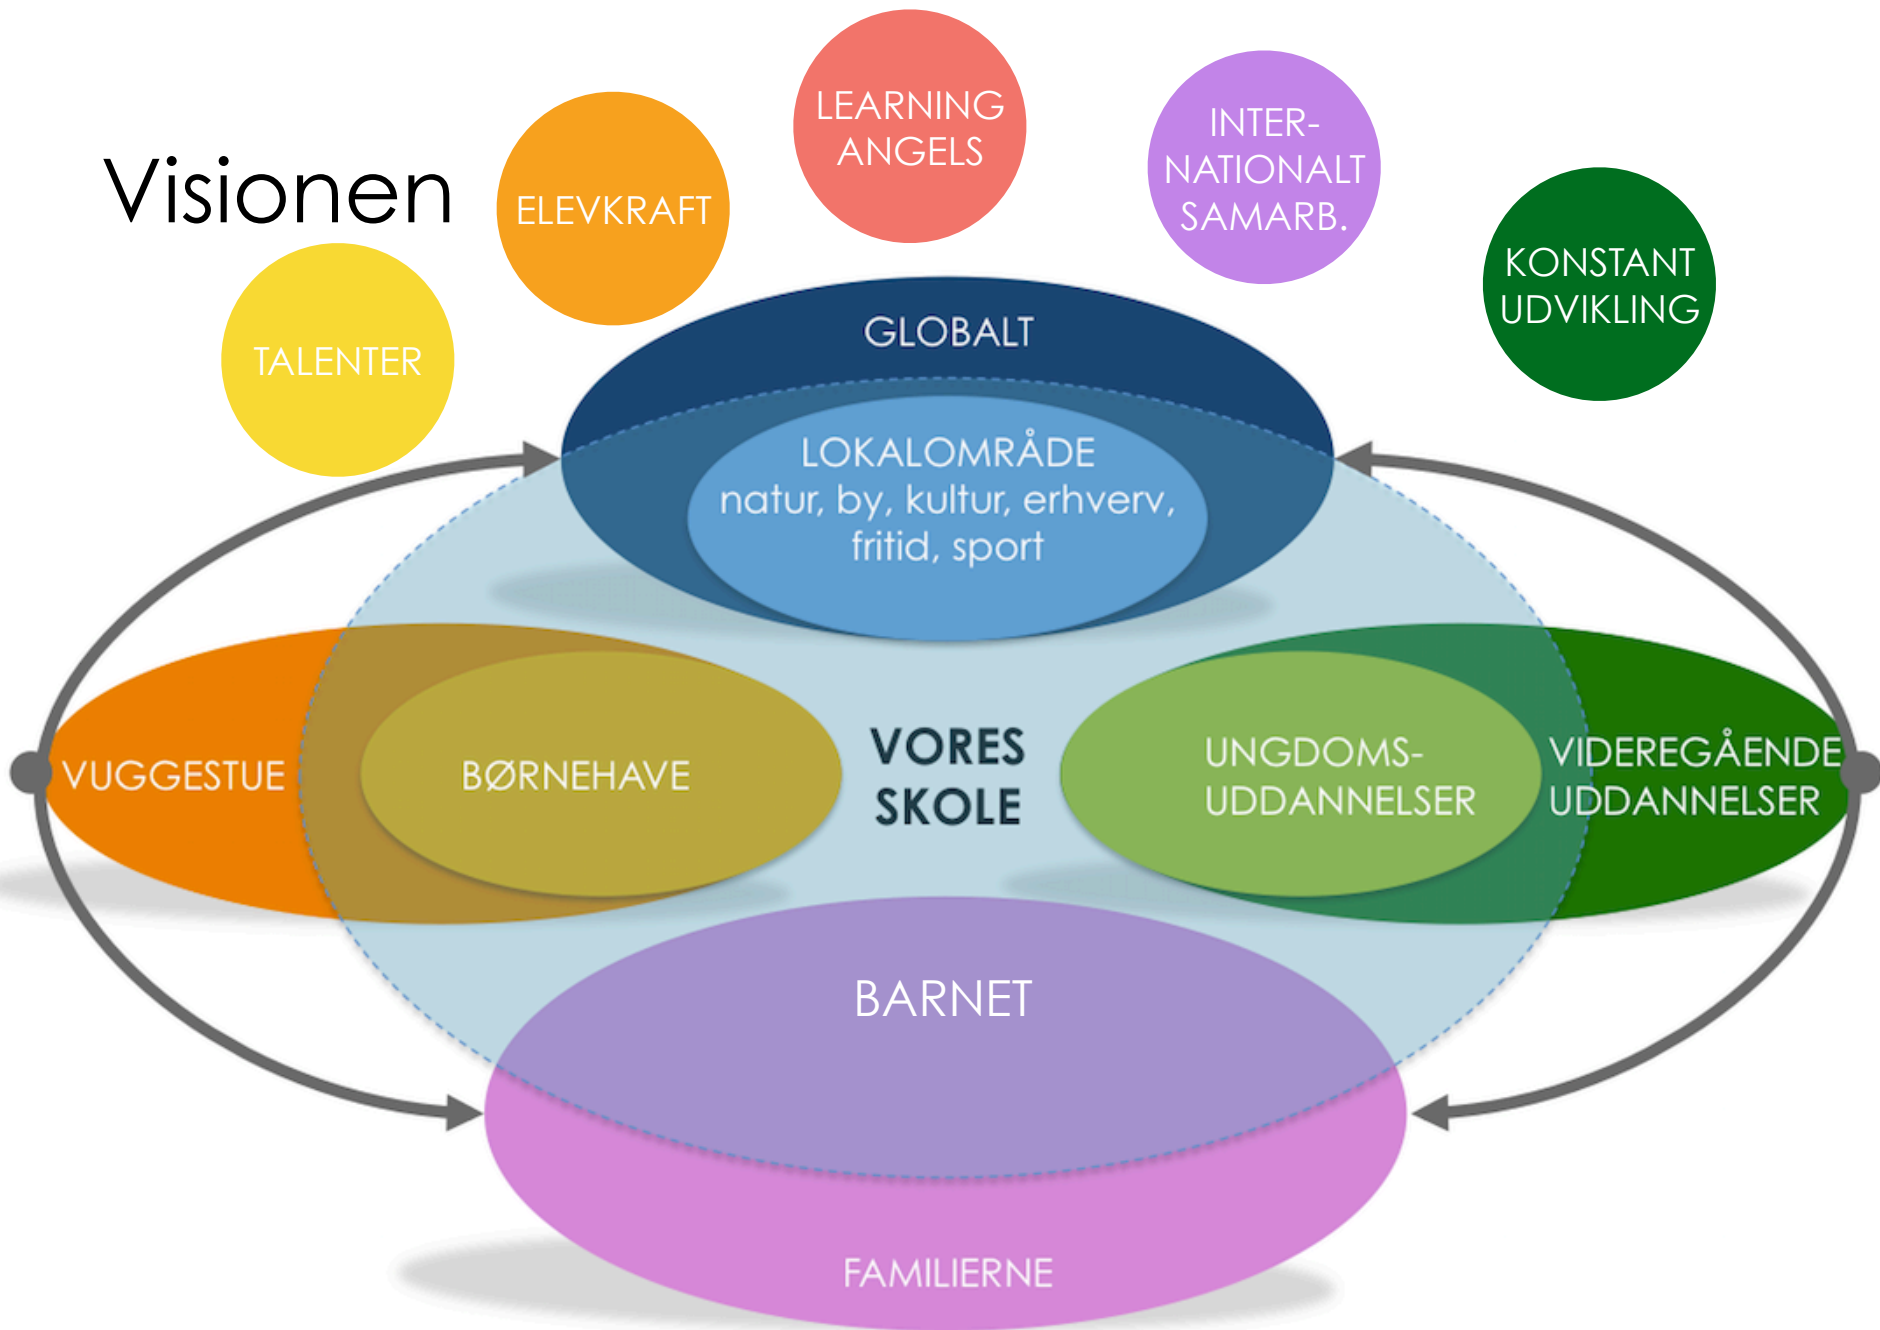 Visionen
TALENTER
ELEVKRAFT
LEARNING
ANGELS
INTER-
NATIONALT
SAMARB.
KONSTANT
UDVIKLING
GLOBALT
LOKALOMRÅDE
natur, by, kultur, erhverv,
fritid, sport
VUGGESTUE
BØRNEHAVE
VORES
SKOLE
UNGDOMS-
UDDANNELSER
VIDEREGÅENDE
UDDANNELSER
BARNET
FAMILIERNE